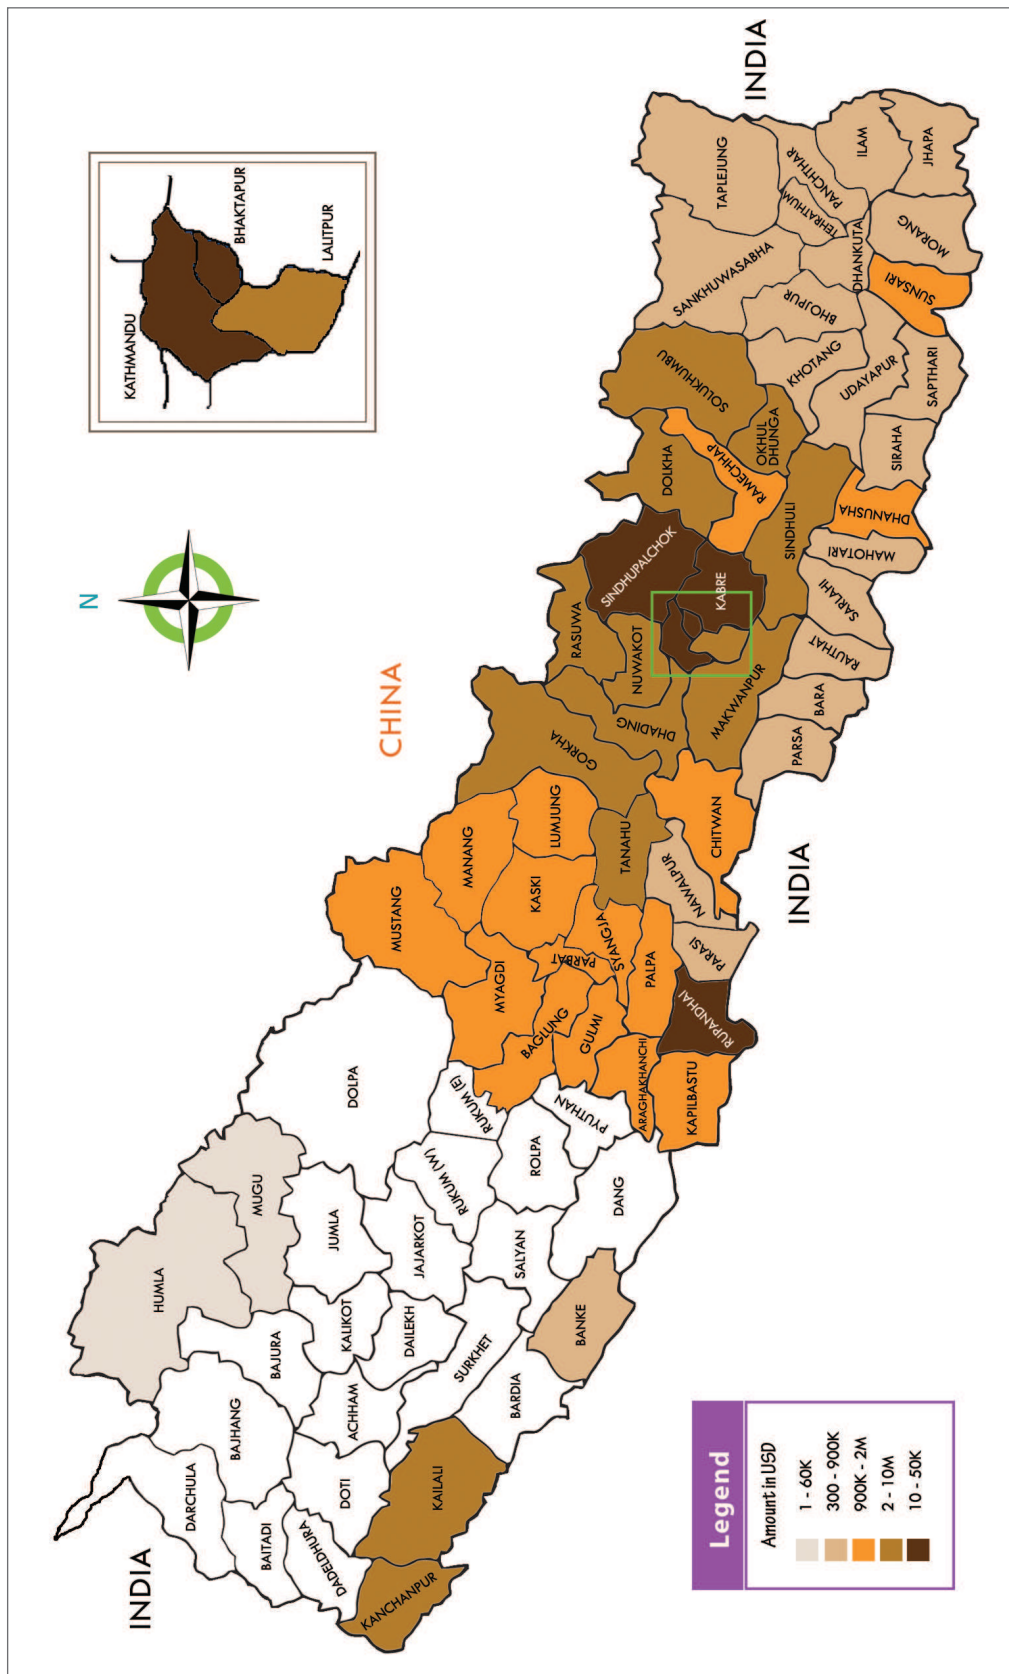 N
CHINA
INDIA
INDIA
INDIA
KATHMANDU
BHAKTAPUR
LALITPUR
DARCHULA
BAITADI
DADELDHURA
KANCHANPUR
BAJHANG
DOTI
KAILALI
HUMLA
BAJURA
ACHHAM
MUGU
KALIKOT
DAILEKH
SURKHET
BARDIA
JUMLA
JAJARKOT
SALYAN
BANKE
DOLPA
RUKUM (W)
RUKUM (E)
ROLPA
PYUTHAN
DANG
MUSTANG
MYAGDI
BAGLUNG
GULMI
ARAGHAKHANCHI
KAPILBASTU
MANANG
KASKI
PARBAT
SYANGJA
PALPA
RUPANDHAI
PARASI
NAWALPUR
LUMJUNG
TANAHU
GORKHA
DHADING
CHITWAN
RASUWA
NUWAKOT
MAKWANPUR
PARSA
BARA
RAUTHAT
SINDHUPALCHOK
KABRE
SARLAHI
MAHOTARI
DOLKHA
RAMECHHAP
SINDHULI
DHANUSHA
SOLUKHUMBU
OKHUL
DHUNGA
SIRAHA
SANKHUWASABHA
KHOTANG
BHOJPUR
UDAYAPUR
SAPTHARI
TAPLEJUNG
TEHRATHUM
PANCHTHAR
DHANKUTA
SUNSARI
MORANG
ILAM
JHAPA
Legend
Amount in USD
1 - 60K
300 - 900K
900K - 2M
2 - 10M
10 - 50K